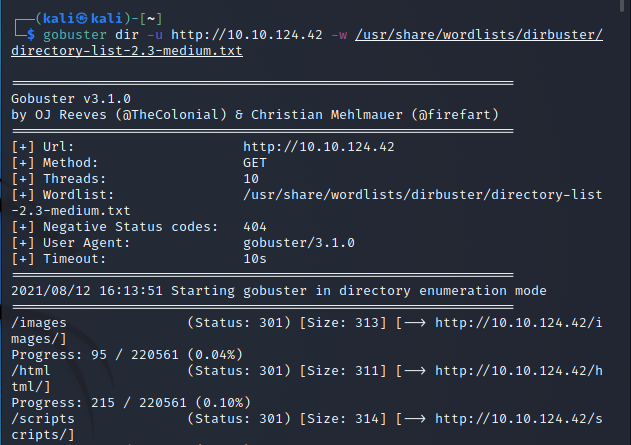 ┌──(kali㉿kali)-[~]
└─$ gobuster dir -u http://10.10.124.42 -w /usr/share/wordlists/dirbuster/
directory-list-2.3-medium.txt
===============================================================
Gobuster v3.1.0
by OJ Reeves (@TheColonial) & Christian Mehlmauer (@firefart)
===============================================================
[+] Url: http://10.10.124.42
[+] Method: GET
[+] Threads: 10
[+] Wordlist: /usr/share/wordlists/dirbuster/directory-list
-2.3-medium.txt
[+] Negative Status codes: 404
[+] User Agent: gobuster/3.1.0
[+] Timeout: 10s
===============================================================
2021/08/12 16:13:51 Starting gobuster in directory enumeration mode
===============================================================
/images (Status: 301) [Size: 313] [--> http://10.10.124.42/i
mages/]
Progress: 95 / 220561 (0.04%)
/html (Status: 301) [Size: 311] [--> http://10.10.124.42/h
tml/]
Progress: 215 / 220561 (0.10%)
/scripts (Status: 301) [Size: 314] [--> http://10.10.124.42/s
cripts/]